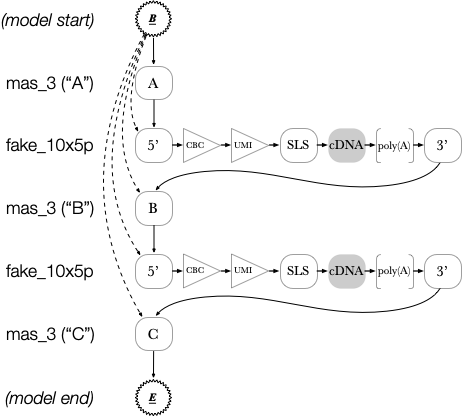 (model start) B
mas_3 (“A”) A
fake_10x5p 5’ CBC UMI SLS cDNA poly(A) 3’
mas_3 (“B”) B
fake_10x5p 5’ CBC UMI SLS cDNA poly(A) 3’
mas_3 (“C”) C
(model end) E